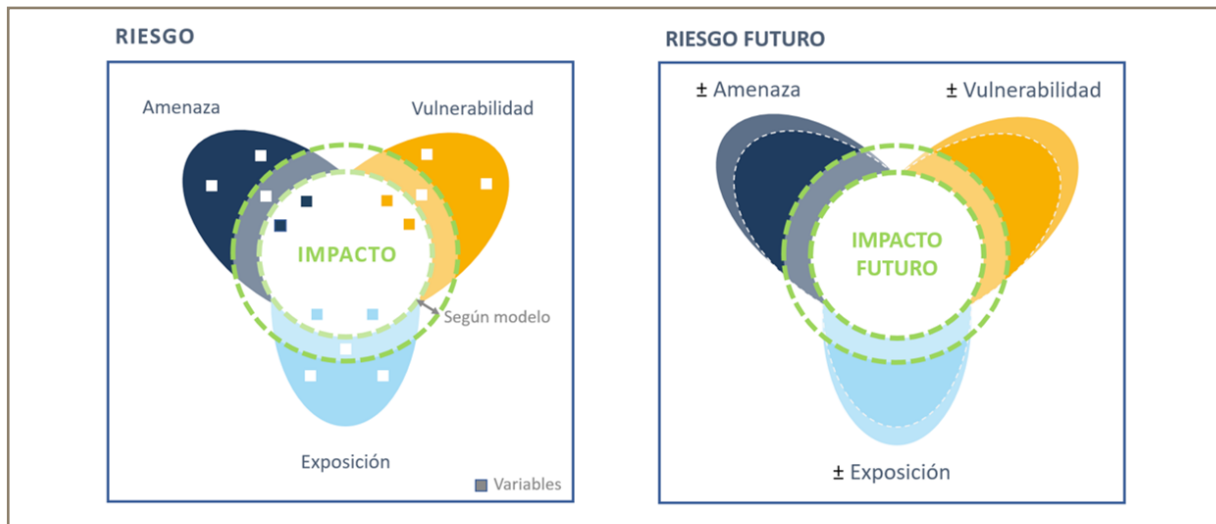 RIESGO
Amenaza
Vulnerabilidad
IMPACTO
Según modelo
Exposición
Variables
RIESGO FUTURO
± Amenaza
± Vulnerabilidad
IMPACTO
FUTURO
± Exposición